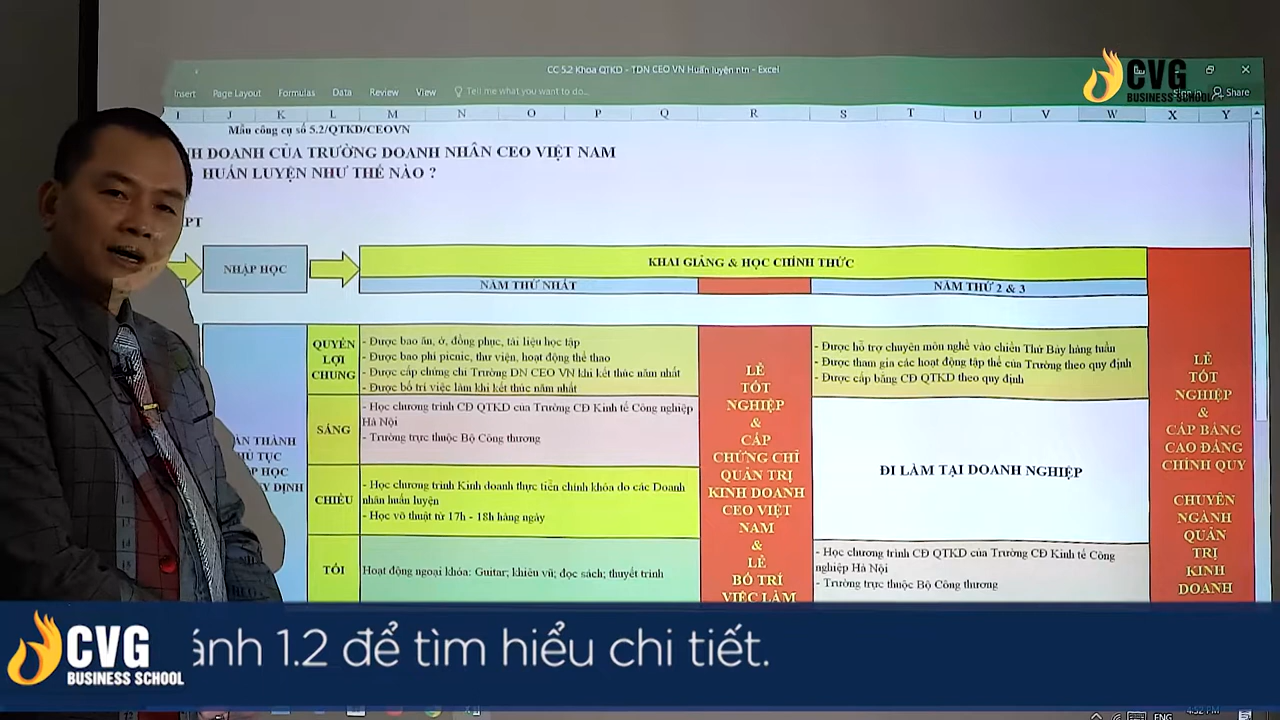 CC 5.2 Khoa QTKD - TDN CEO VN Huấn luyện ntn - Excel
CVG
BUSINESS SCHOOL
Insert Page Layout Formulas Data Review View Tell me what you want to do... Share
I J K L M N O P Q R S T U V W X Y
Mẫu công cụ số 5.2/QTKD/CEOVN
DOANH CỦA TRƯỜNG DOANH NHÂN CEO VIỆT NAM
HUẤN LUYỆN NHƯ THẾ NÀO ?
PT
NHẬP HỌC
KHAI GIẢNG & HỌC CHÍNH THỨC
NĂM THỨ NHẤT
NĂM THỨ 2 & 3
THÀNH
TỤC
HỌC
ĐỊNH
QUYỀN
LỢI
CHUNG
- Được bao ăn, ở, đồng phục, tài liệu học tập
- Được bao phí picnic, thư viện, hoạt động thể thao
- Được cấp chứng chỉ Trường DN CEO VN khi kết thúc năm nhất
- Được bố trí việc làm khi kết thúc năm nhất
SÁNG
- Học chương trình CĐ QTKD của Trường CĐ Kinh tế Công nghiệp
Hà Nội
- Trường trực thuộc Bộ Công thương
CHIỀU
- Học chương trình Kinh doanh thực tiễn chính khóa do các Doanh
nhân huấn luyện
- Học võ thuật từ 17h - 18h hàng ngày
TỐI
Hoạt động ngoại khóa: Guitar; khiêu vũ; đọc sách; thuyết trình
LỄ
TỐT
NGHIỆP
&
CẤP
CHỨNG CHỈ
QUẢN TRỊ
KINH DOANH
CEO VIỆT
NAM
&
LỄ
BỐ TRÍ
VIỆC LÀM
- Được hỗ trợ chuyên môn nghề vào chiều Thứ Bảy hàng tuần
- Được tham gia các hoạt động tập thể của Trường theo quy định
- Được cấp bằng CĐ QTKD theo quy định
ĐI LÀM TẠI DOANH NGHIỆP
- Học chương trình CĐ QTKD của Trường CĐ Kinh tế Công
nghiệp Hà Nội
- Trường trực thuộc Bộ Công thương
LỄ
TỐT
NGHIỆP
&
CẤP BẰNG
CAO ĐẲNG
CHÍNH QUY
CHUYÊN
NGÀNH
QUẢN
TRỊ
KINH
DOANH
CVG
BUSINESS SCHOOL
ánh 1.2 để tìm hiểu chi tiết.
ENG